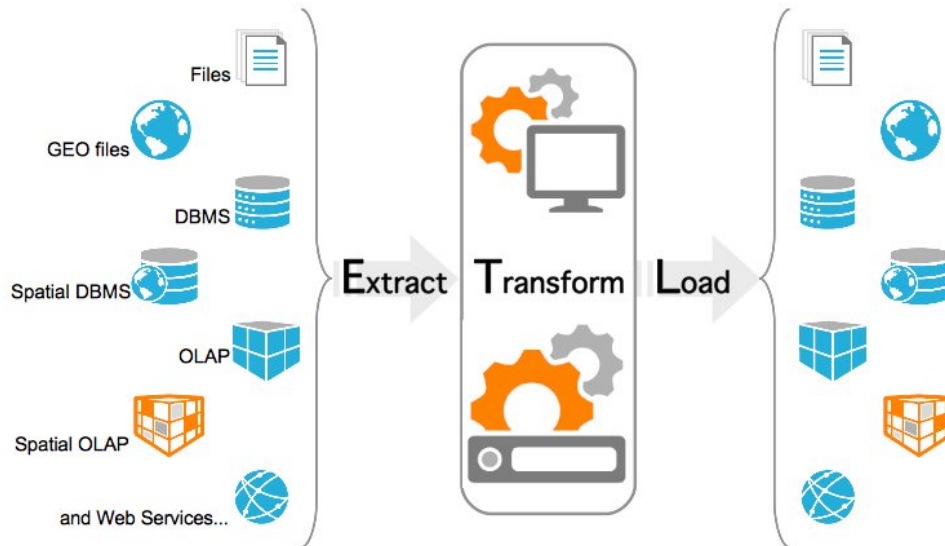 Files
GEO files
DBMS
Spatial DBMS
Extract Transform Load
OLAP
Spatial OLAP
and Web Services...